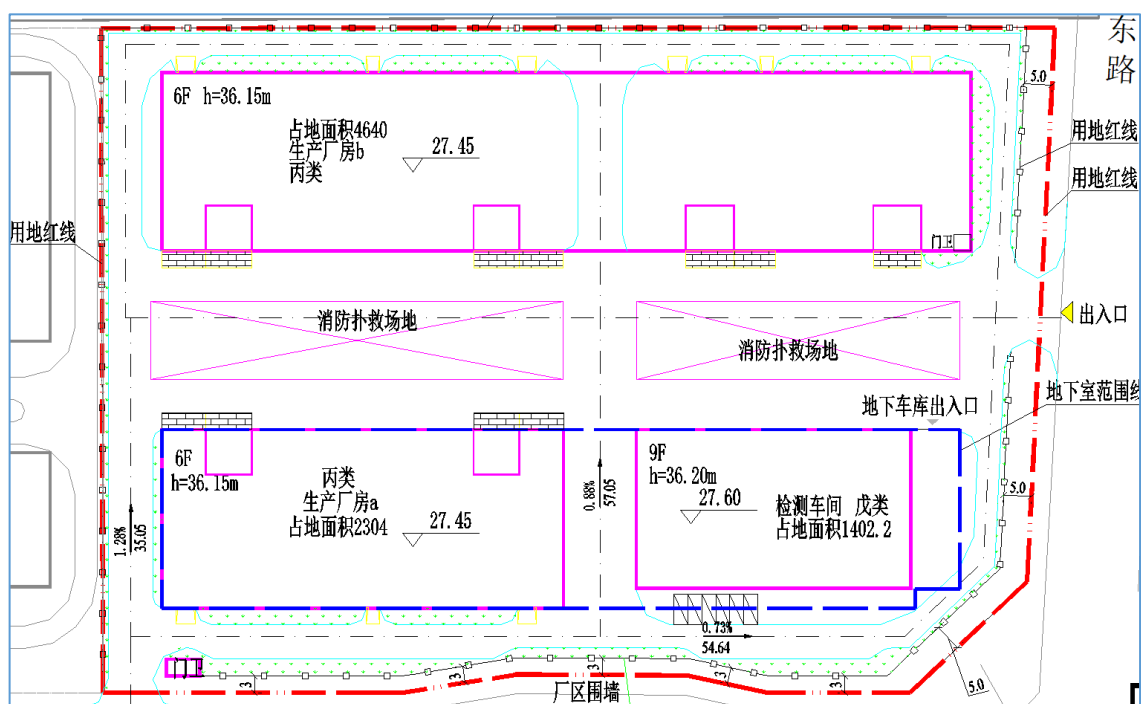 东
路
5.0
6F h=36.15m
占地面积4640
生产厂房b
丙类
27.45
用地红线
用地红线
用地红线
门卫
消防扑救场地
消防扑救场地
出入口
地下室范围线
地下车库出入口
6F
h=36.15m
丙类
生产厂房a
占地面积2304
27.45
0.88%
57.05
9F
h=36.20m
27.60
检测车间 戊类
占地面积1402.2
5.0
1.28%
35.05
0.73%
54.64
3
3
3
3
3
厂区围墙
5.0